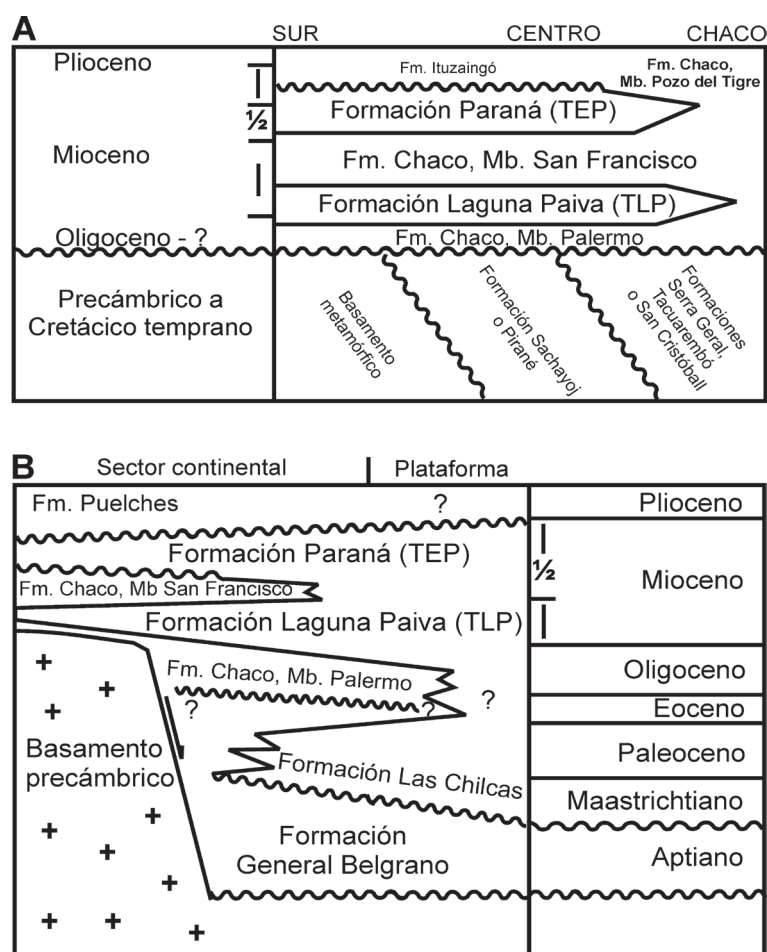 A
SUR CENTRO CHACO
Plioceno
Fm. Ituzaingó
Fm. Chaco,
Mb. Pozo del Tigre
Formación Paraná (TEP)
½
Mioceno
Fm. Chaco, Mb. San Francisco
Formación Laguna Paiva (TLP)
Oligoceno - ?
Fm. Chaco, Mb. Palermo
Precámbrico a
Cretácico temprano
Basamento
metamórfico
Formación Sachayoj
o Pirané
Formaciones
Serra Geral,
Tacuarembó
o San Cristóball
B
Sector continental
Plataforma
Fm. Puelches
?
Plioceno
Formación Paraná (TEP)
½
Mioceno
Fm. Chaco, Mb San Francisco
Formación Laguna Paiva (TLP)
Fm. Chaco, Mb. Palermo
?
?
?
Oligoceno
Eoceno
Basamento
precámbrico
Paleoceno
Formación Las Chilcas
Maastrichtiano
Formación
General Belgrano
Aptiano